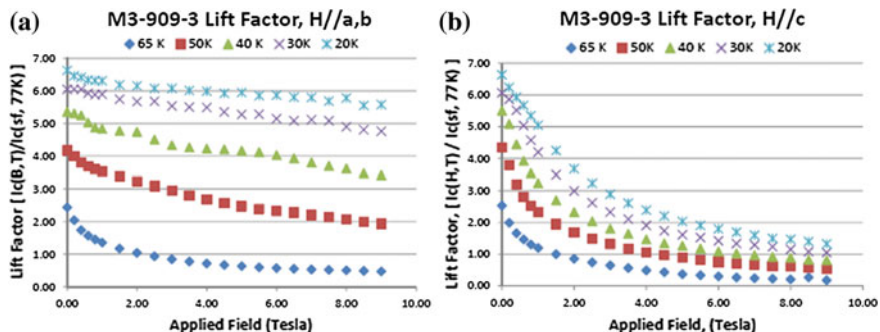 (a)
M3-909-3 Lift Factor, H//a,b
65 K 50K 40 K 30K 20K
Lift Factor [ Ic(B,T)/Ic(sf, 77K) ]
7.00
6.00
5.00
4.00
3.00
2.00
1.00
0.00
0.00 2.00 4.00 6.00 8.00 10.00
Applied Field (Tesla)
(b)
M3-909-3 Lift Factor, H//c
65 K 50K 40 K 30K 20K
Lift Factor, [ Ic(H,T) / Ic(sf, 77K) ]
7.00
6.00
5.00
4.00
3.00
2.00
1.00
0.00
0.00 2.00 4.00 6.00 8.00 10.00
Applied Field, (Tesla)